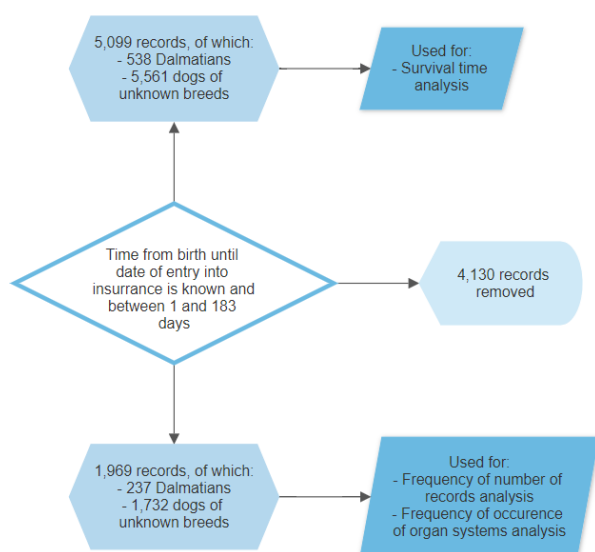 5,099 records, of which:
- 538 Dalmatians
- 5,561 dogs of
unknown breeds
Used for:
- Survival time
analysis
Time from birth until
date of entry into
insurrance is known and
between 1 and 183
days
4,130 records
removed
1,969 records, of which:
- 237 Dalmatians
- 1,732 dogs of
unknown breeds
Used for:
- Frequency of number of
records analysis
- Frequency of occurence
of organ systems analysis